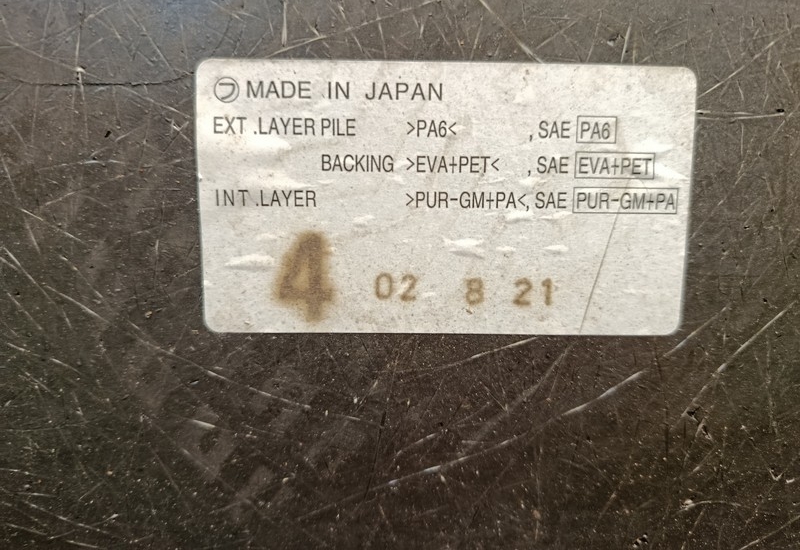 フ MADE IN JAPAN
EXT .LAYER PILE >PA6< , SAE PA6
BACKING >EVA+PET< , SAE EVA+PET
INT .LAYER >PUR-GM+PA<, SAE PUR-GM+PA
4 02 8 21